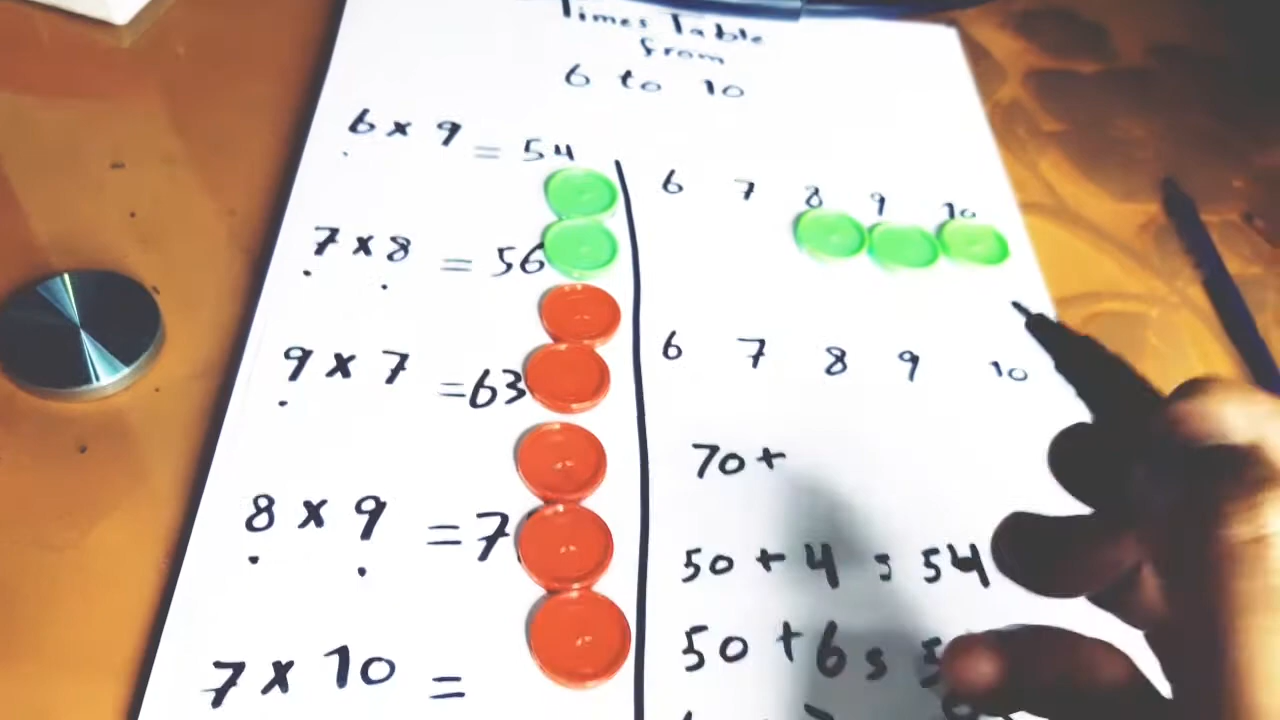 Times Table
from
6 to 10
6 x 9 = 54
7 x 8 = 56
9 x 7 = 63
8 x 9 = 7
7 x 10 =
6 7 8 9 10
6 7 8 9 10
70 +
50 + 4 = 54
50 + 6 = 5